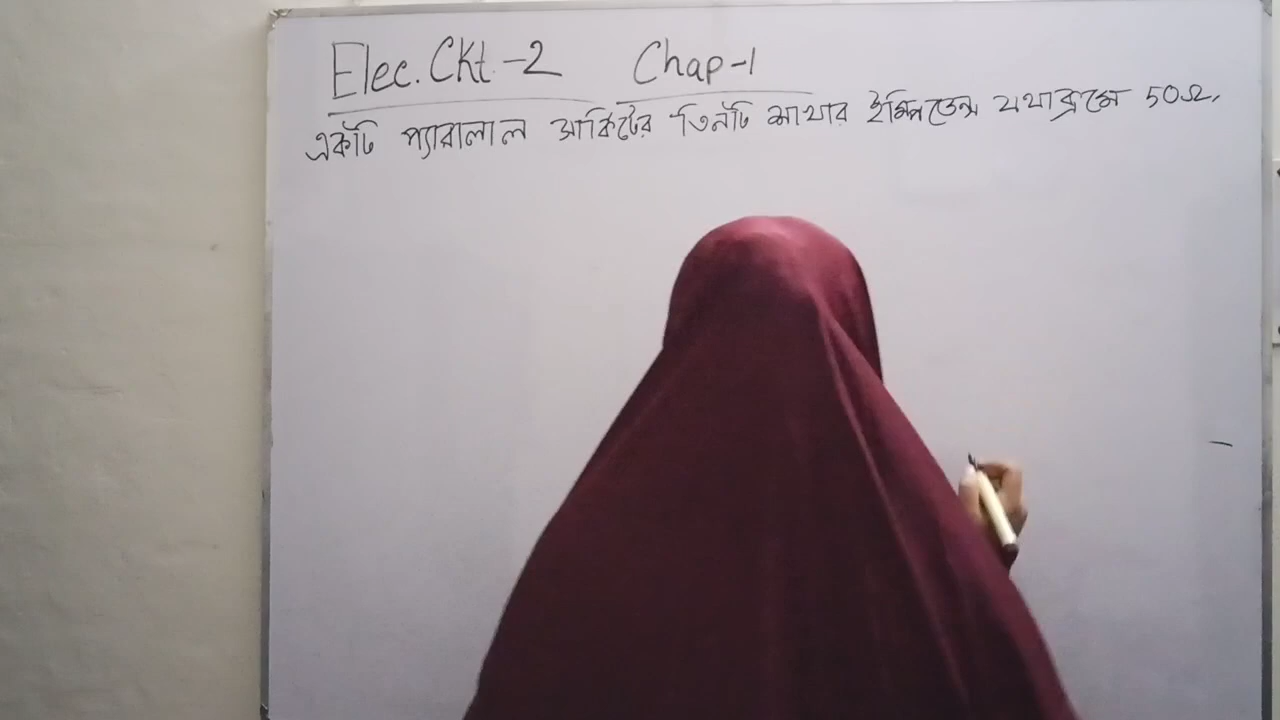 Elec. Ckt-2 Chap-1
একটি প্যারালাল সার্কিটের তিনটি শাখার ইম্পিডেন্স যথাক্রমে 50Ω,